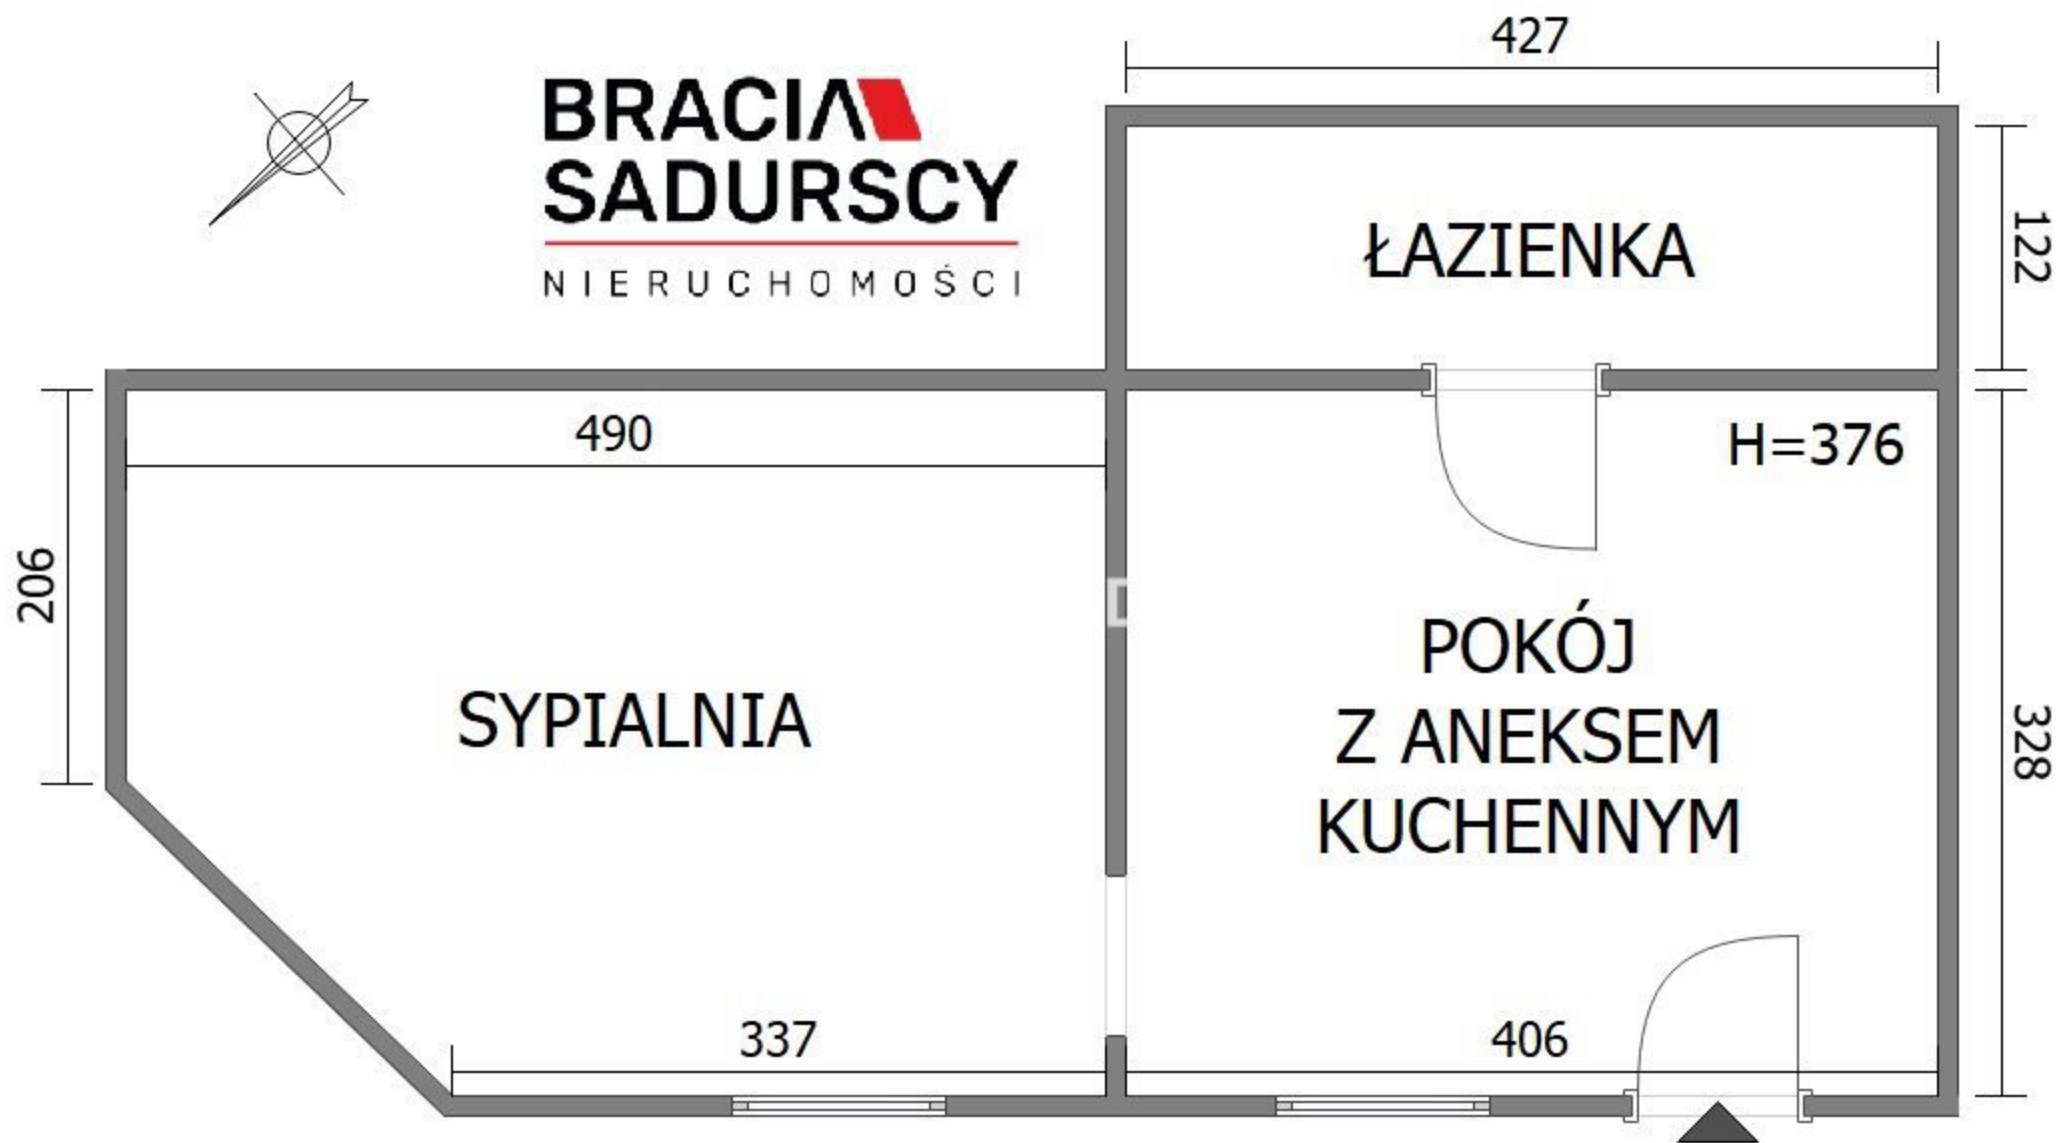 427
BRACIA
SADURSCY
NIERUCHOMOŚCI
ŁAZIENKA
122
490
H=376
206
SYPIALNIA
POKÓJ
Z ANEKSEM
KUCHENNYM
328
337
406